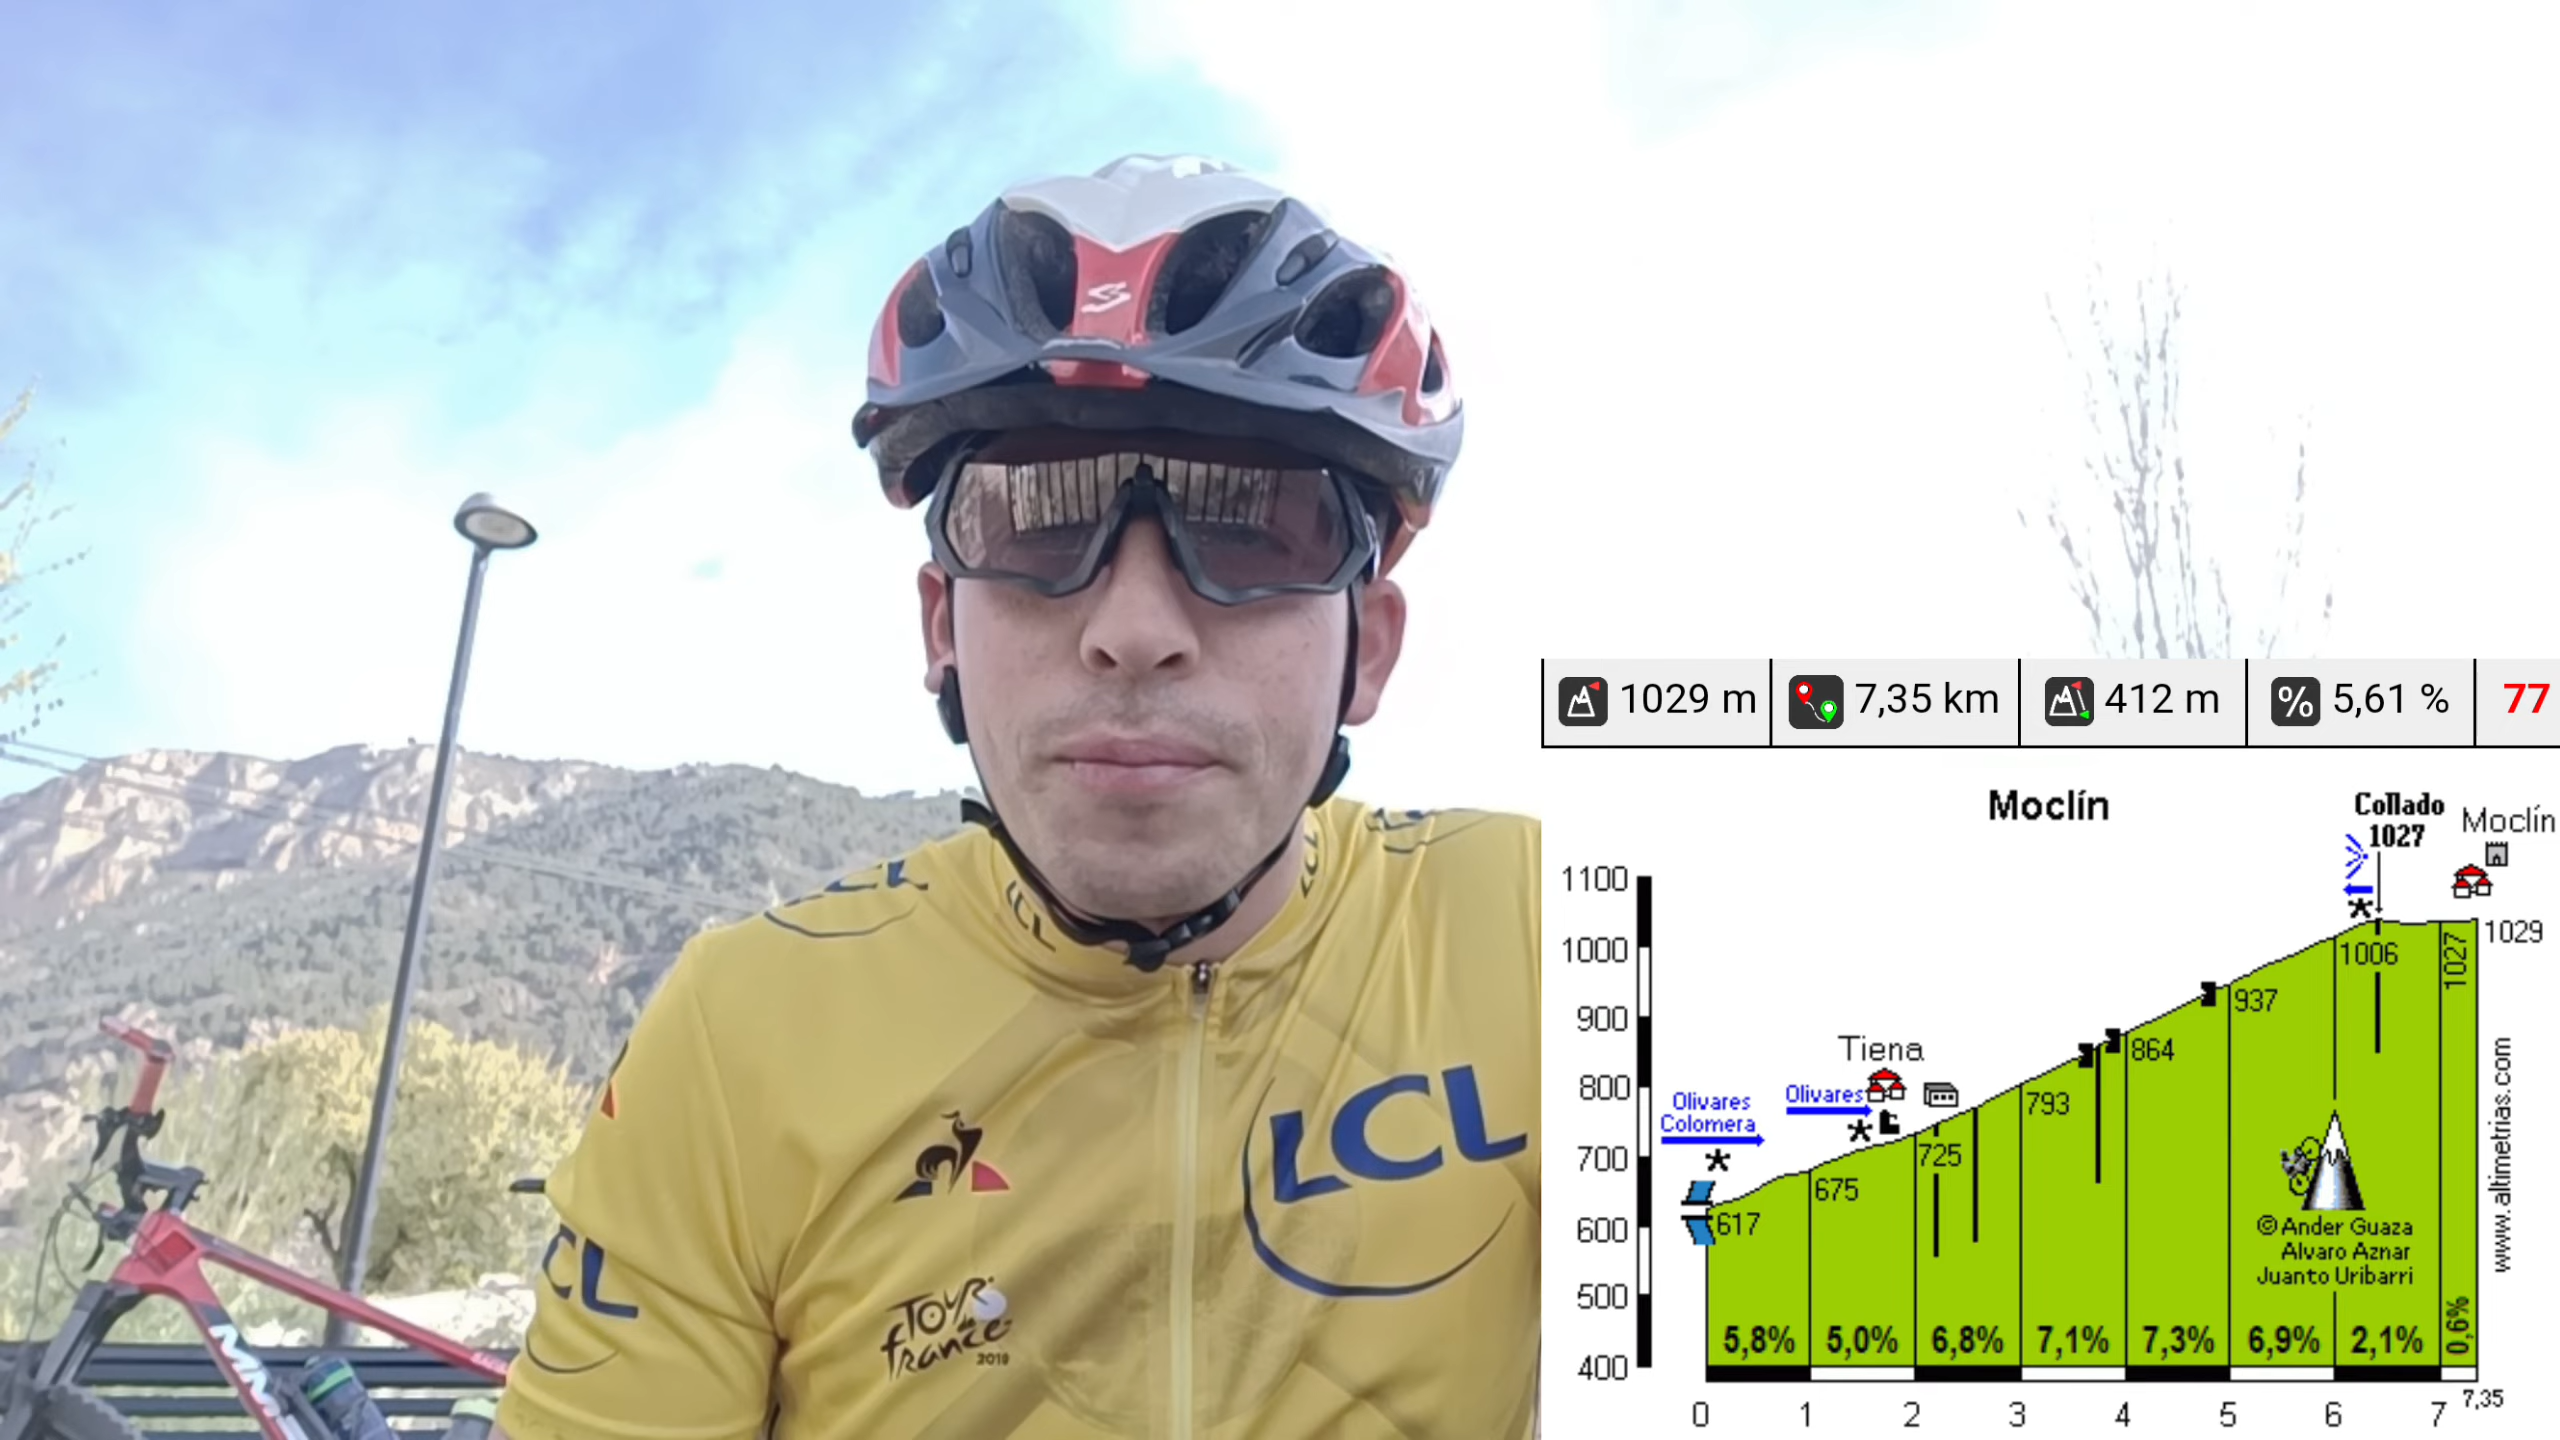 S
LCL
LCL
LCL
CL
TOUR
de
france
2019
MMR
1029 m
7,35 km
412 m
% 5,61 %
77
Moclín
Collado
1027
Moclín
1100
1000
900
800
700
600
500
400
Olivares
Colomera
Olivares
Tiena
617
675
725
793
864
937
1006
1027
1029
© Ander Guaza
Alvaro Aznar
Juanto Uribarri
www.altimetrias.com
5,8% 5,0% 6,8% 7,1% 7,3% 6,9% 2,1% 0,6%
0 1 2 3 4 5 6 7 7,35